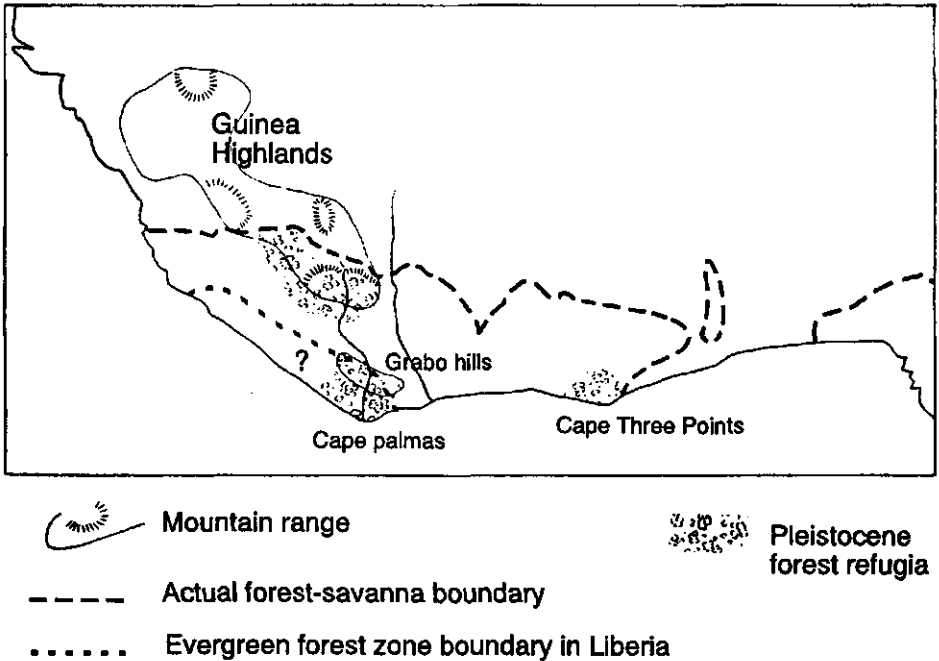 Guinea
Highlands
?
Grabo hills
Cape palmas
Cape Three Points
Mountain range
Pleistocene
forest refugia
Actual forest-savanna boundary
Evergreen forest zone boundary in Liberia